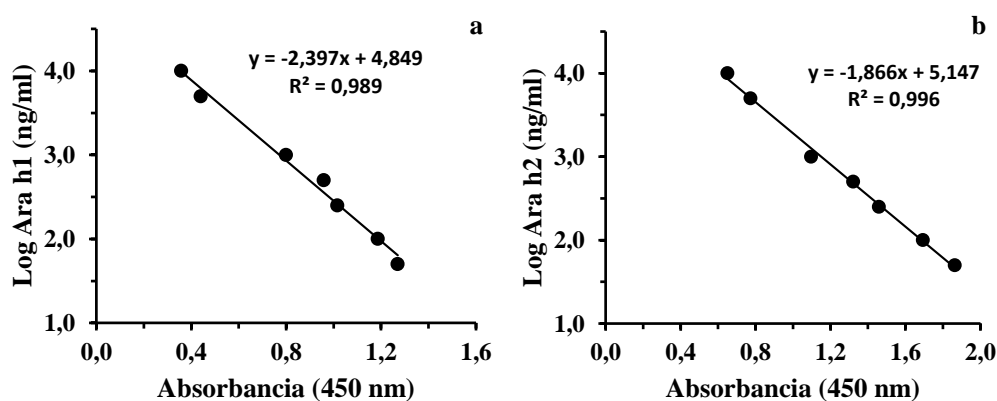 a
y = -2,397x + 4,849
R² = 0,989
Log Ara h1 (ng/ml)
4,0
3,0
2,0
1,0
0,0
0,4
0,8
1,2
1,6
Absorbancia (450 nm)
b
y = -1,866x + 5,147
R² = 0,996
Log Ara h2 (ng/ml)
4,0
3,0
2,0
1,0
0,0
0,4
0,8
1,2
1,6
2,0
Absorbancia (450 nm)